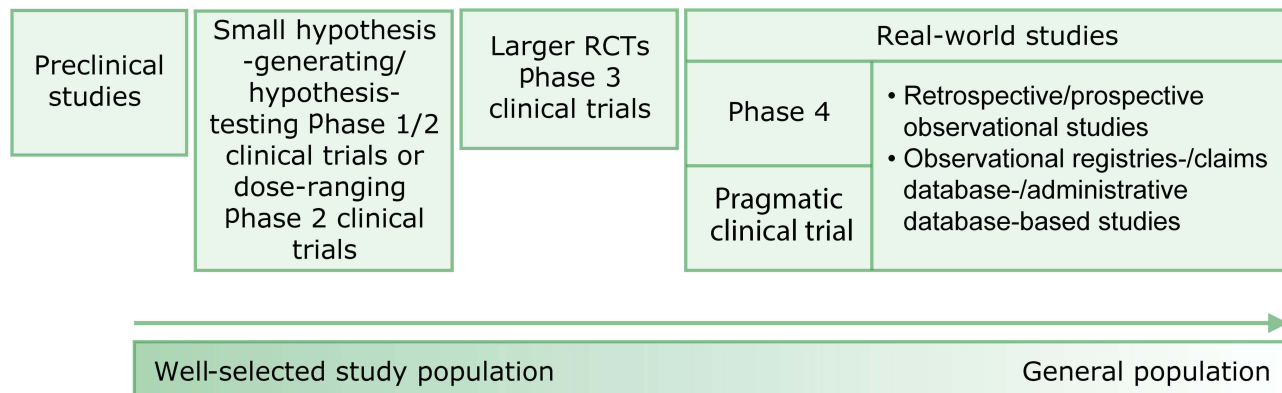 Preclinical
studies
Small hypothesis
-generating/
hypothesis-
testing Phase 1/2
clinical trials or
dose-ranging
Phase 2 clinical
trials
Larger RCTs
Phase 3
clinical trials
Real-world studies
Phase 4
Pragmatic
clinical trial
• Retrospective/prospective
observational studies
• Observational registries-/claims
database-/administrative
database-based studies
Well-selected study population
General population